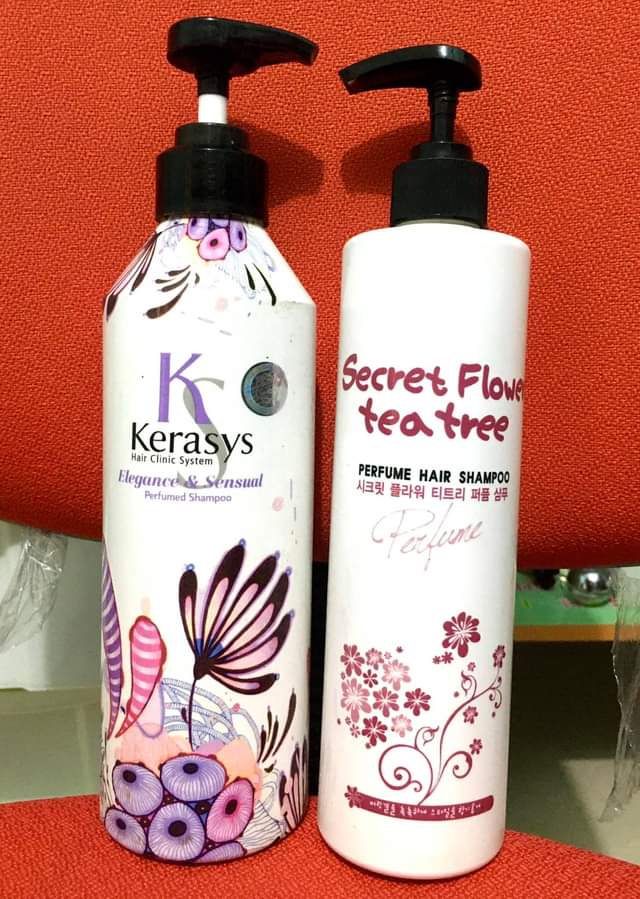 KS
Kerasys
Hair Clinic System
Elegance & Sensual
Perfumed Shampoo
Secret Flower
tea tree
PERFUME HAIR SHAMPOO
시크릿 플라워 티트리 퍼퓸 샴푸
Perfume